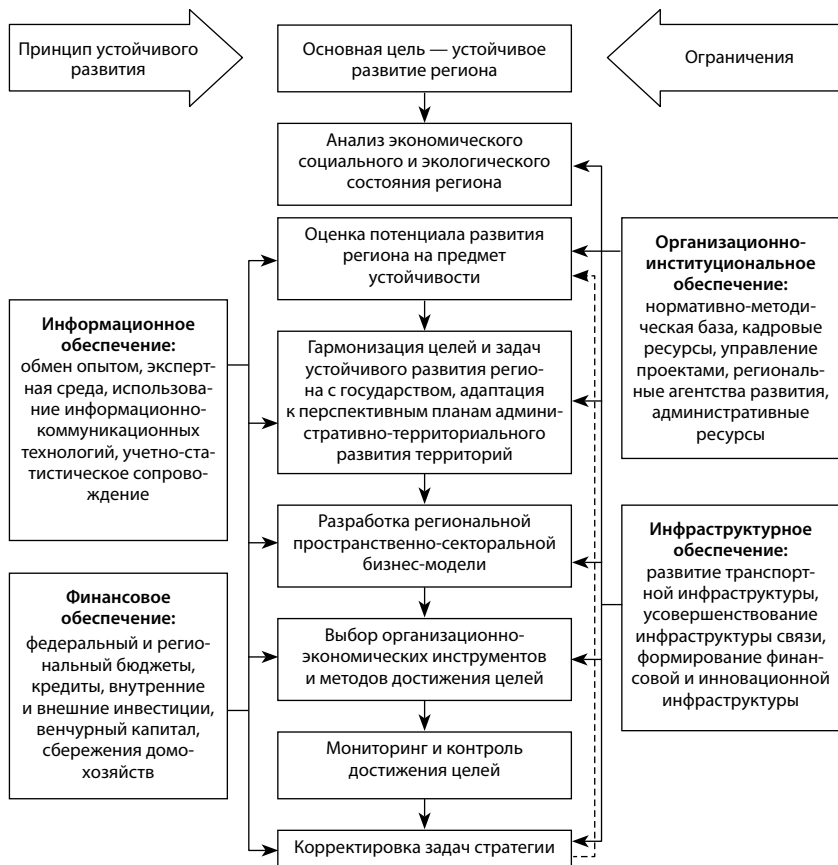 Принцип устойчивого
развития
Основная цель — устойчивое
развитие региона
Ограничения
Анализ экономического
социального и экологического
состояния региона
Оценка потенциала развития
региона на предмет
устойчивости
Организационно-
институциональное
обеспечение:
нормативно-методи-
ческая база, кадровые
ресурсы, управление
проектами, региональ-
ные агентства развития,
административные
ресурсы
Информационное
обеспечение:
обмен опытом, эксперт-
ная среда, использова-
ние информационно-
коммуникационных
технологий, учетно-ста-
тистическое сопрово-
ждение
Гармонизация целей и задач
устойчивого развития регио-
на с государством, адаптация
к перспективным планам админи-
стративно-территориального
развития территорий
Разработка региональной
пространственно-секторальной
бизнес-модели
Инфраструктурное
обеспечение:
развитие транспорт-
ной инфраструктуры,
усовершенствование
инфраструктуры связи,
формирование финан-
совой и инновационной
инфраструктуры
Финансовое
обеспечение:
федеральный и регио-
нальный бюджеты,
кредиты, внутренние
и внешние инвестиции,
венчурный капитал,
сбережения домо-
хозяйств
Выбор организационно-
экономических инструментов
и методов достижения целей
Мониторинг и контроль
достижения целей
Корректировка задач стратегии